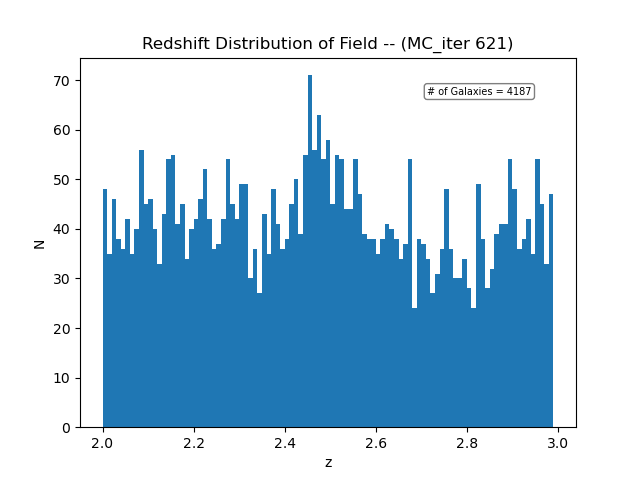 Redshift Distribution of Field -- (MC_iter 621)
# of Galaxies = 4187
70
60
50
40
30
20
10
0
N
2.0 2.2 2.4 2.6 2.8 3.0
z